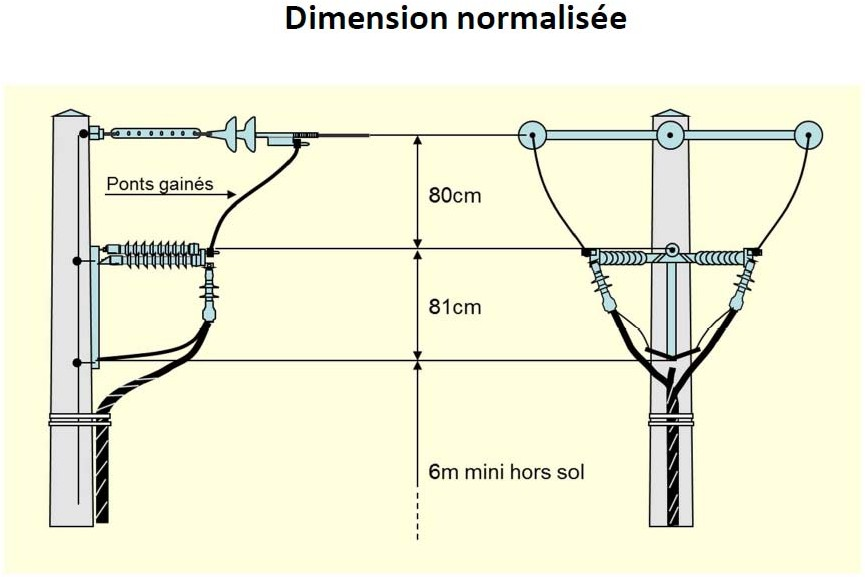 Dimension normalisée
Ponts gainés
80cm
81cm
6m mini hors sol